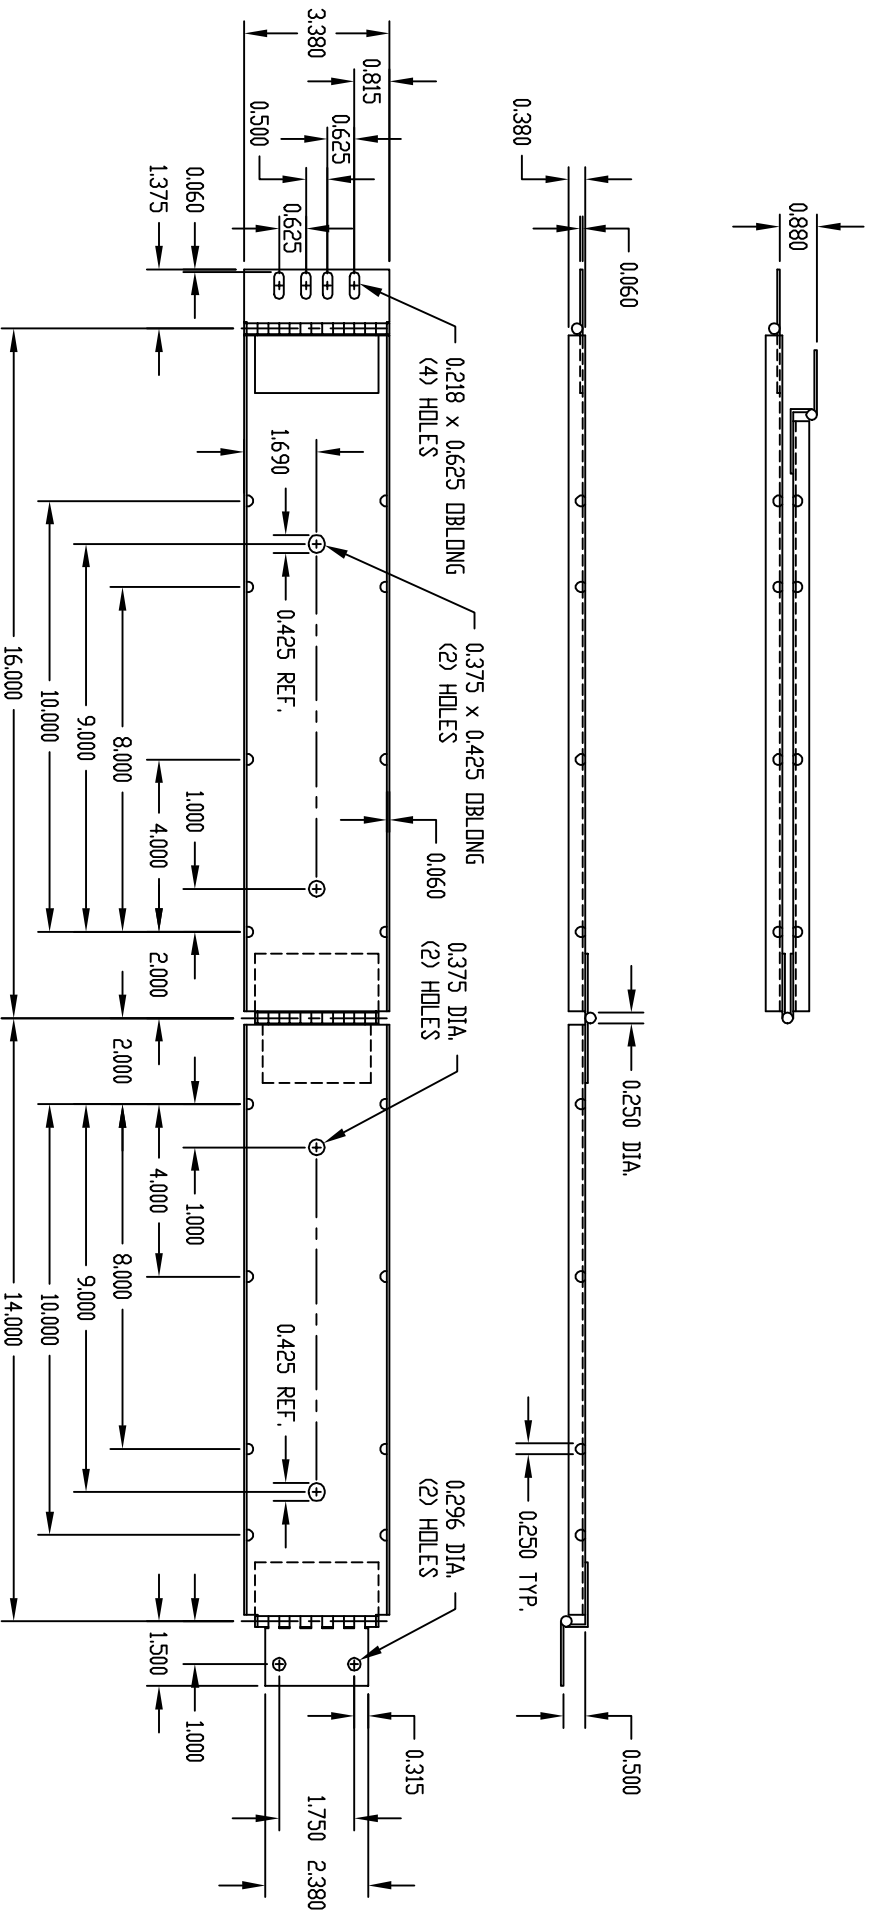 0.880
0.380
0.060
0.250 DIA.
0.250 TYP.
0.500
3.380
0.815
0.625
0.500
0.625
0.060
1.375
0.218 x 0.625 OBLONG
(4) HOLES
0.375 x 0.425 OBLONG
(2) HOLES
0.060
0.375 DIA.
(2) HOLES
0.296 DIA.
(2) HOLES
0.315
1.690
0.425 REF.
0.425 REF.
1.750
2.380
1.000
1.000
1.000
4.000
2.000
2.000
4.000
1.500
8.000
8.000
9.000
9.000
10.000
10.000
16.000
14.000